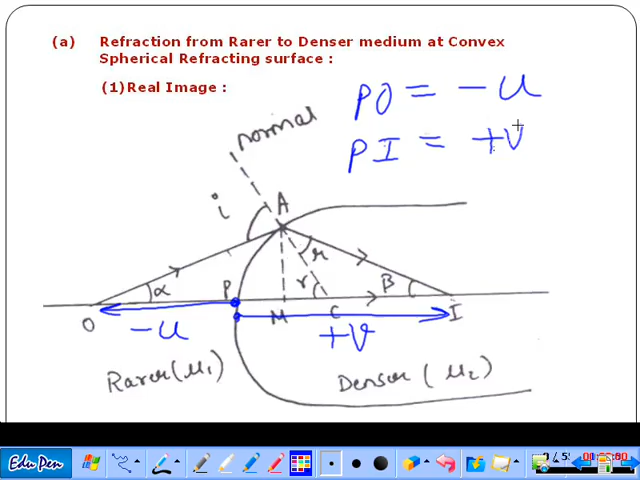 (a) Refraction from Rarer to Denser medium at Convex
Spherical Refracting surface :
(1)Real Image :
PO = -u
PI = +v
normal
i
A
r
α
P
γ
β
O
M
C
I
-u
+v
Rarer(μ₁)
Denser (μ₂)
Edu Pen